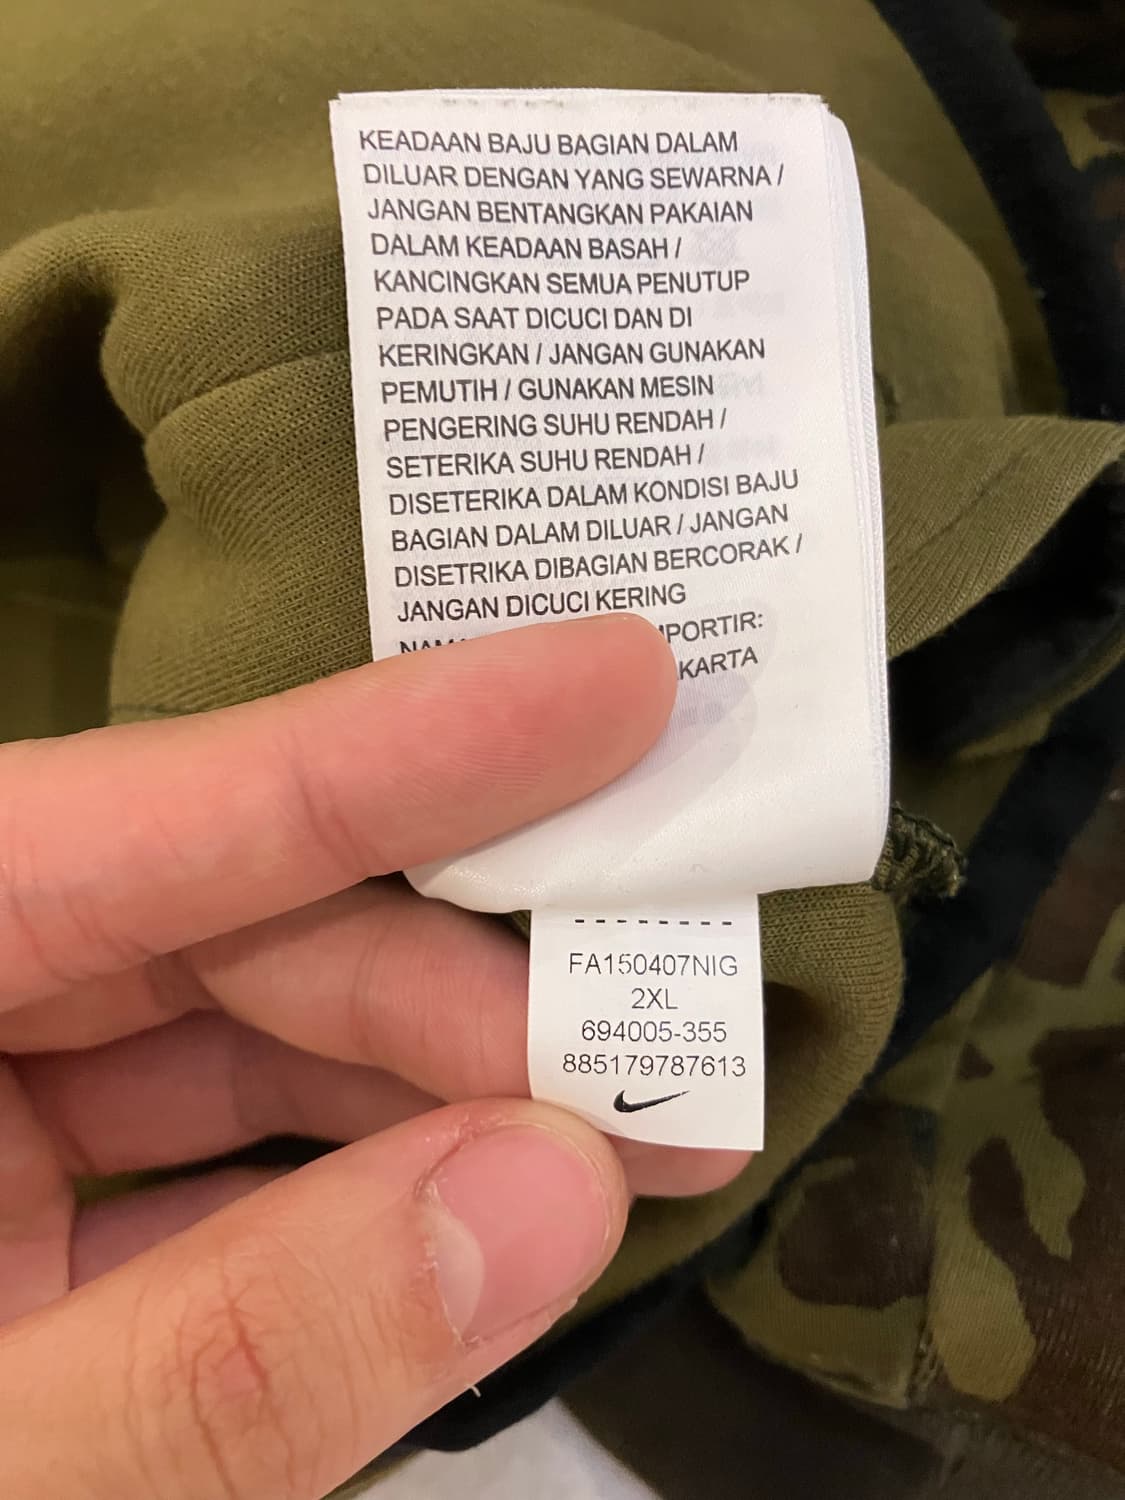 KEADAAN BAJU BAGIAN DALAM
DILUAR DENGAN YANG SEWARNA /
JANGAN BENTANGKAN PAKAIAN
DALAM KEADAAN BASAH /
KANCINGKAN SEMUA PENUTUP
PADA SAAT DICUCI DAN DI
KERINGKAN / JANGAN GUNAKAN
PEMUTIH / GUNAKAN MESIN
PENGERING SUHU RENDAH /
SETERIKA SUHU RENDAH /
DISETERIKA DALAM KONDISI BAJU
BAGIAN DALAM DILUAR / JANGAN
DISETRIKA DIBAGIAN BERCORAK /
JANGAN DICUCI KERING
FA150407NIG
2XL
694005-355
885179787613